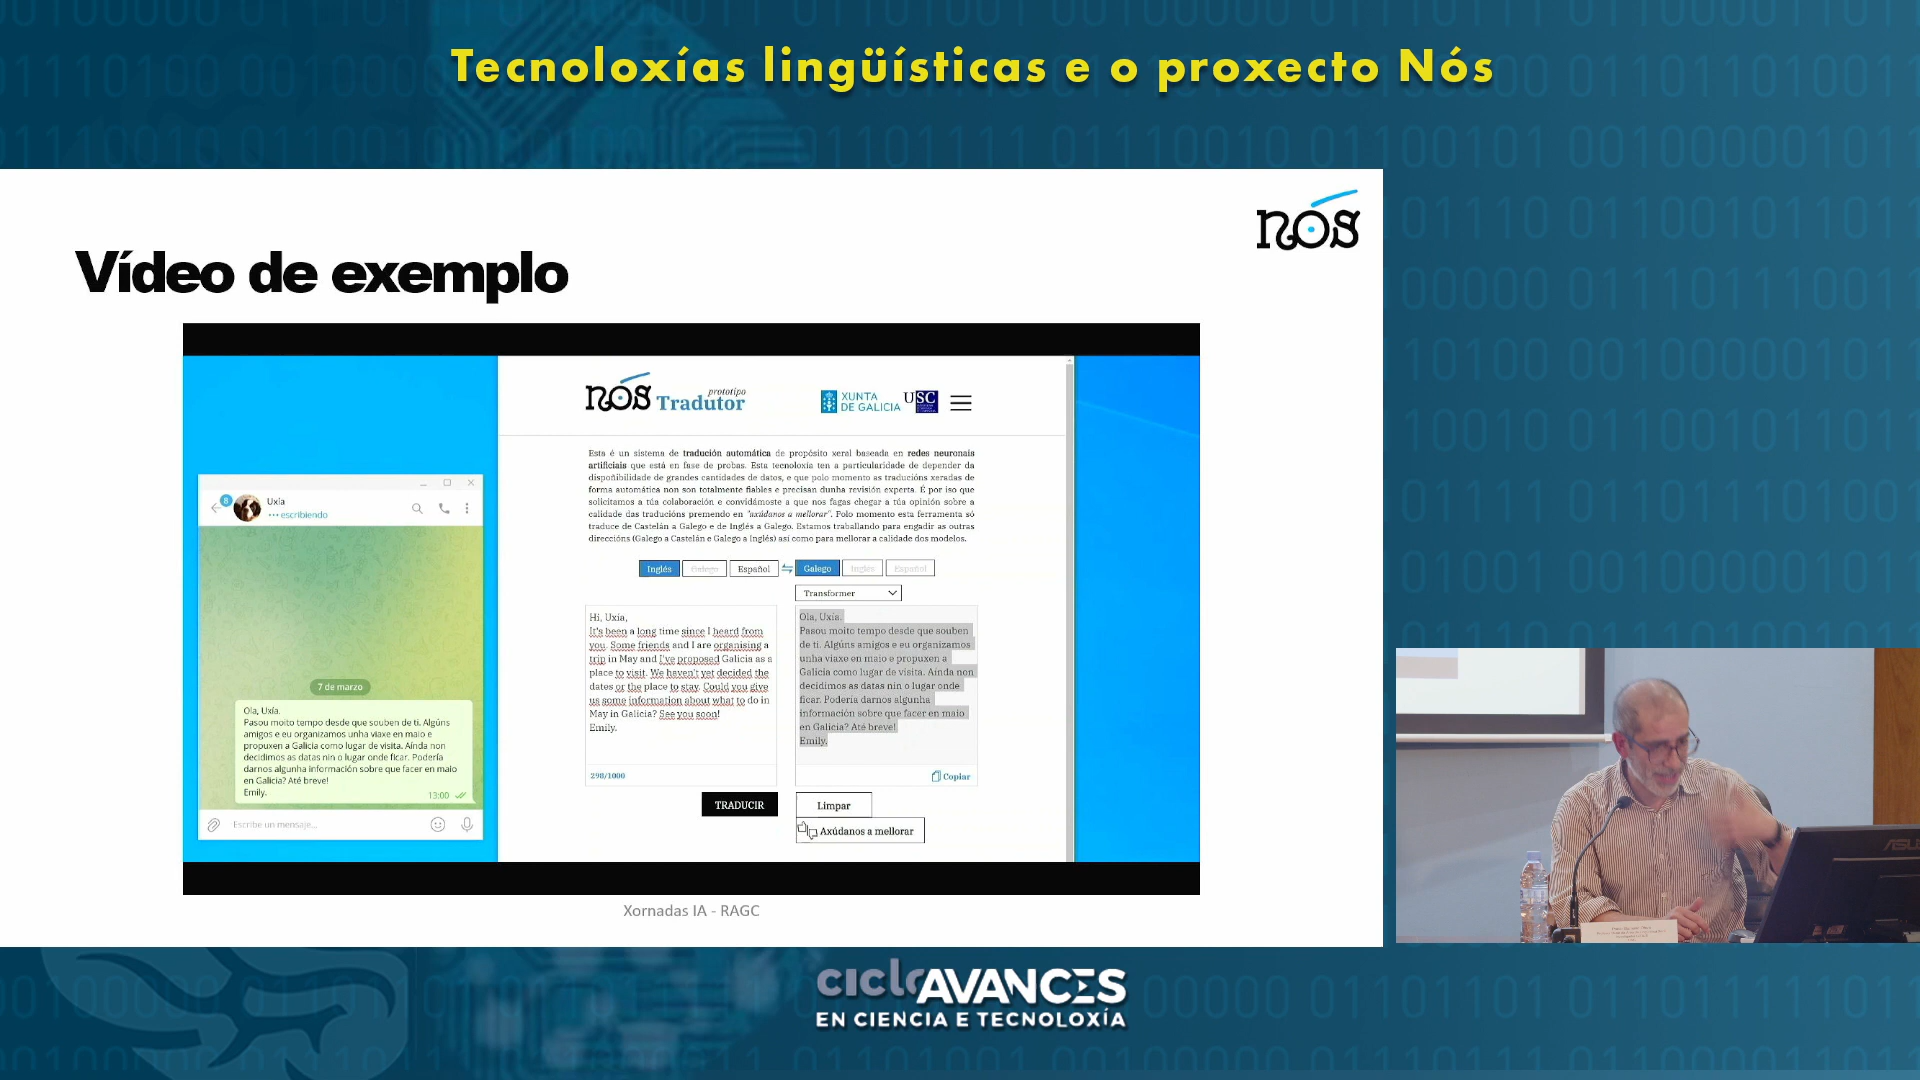 Tecnoloxías lingüísticas e o proxecto Nós
nós
Vídeo de exemplo
nós prototipo
Tradutor
XUNTA
DE GALICIA
USC
Esta é un sistema de tradución automática de propósito xeral baseada en redes neuronais
artificiais que está en fase de probas. Esta tecnoloxía ten a particularidade de depender da
dispoñibilidade de grandes cantidades de datos, e que polo momento as traducións xeradas de
forma automática non son totalmente fiables e precisan dunha revisión experta. É por iso que
solicitamos a túa colaboración e convidámoste a que nos fagas chegar a túa opinión sobre a
calidade das traducións premendo en "axúdanos a mellorar". Polo momento esta ferramenta só
traduce de Castelán a Galego e de Inglés a Galego. Estamos traballando para engadir as outras
direccións (Galego a Castelán e Galego a Inglés) así como para mellorar a calidade dos modelos.
Inglés Galego Español Galego Inglés Español
Transformer
Hi, Uxía,
It's been a long time since I heard from
you. Some friends and I are organising a
trip in May and I've proposed Galicia as a
place to visit. We haven't yet decided the
dates or the place to stay. Could you give
us some information about what to do in
May in Galicia? See you soon!
Emily.
298/1000
TRADUCIR
Ola, Uxía.
Pasou moito tempo desde que souben
de ti. Algúns amigos e eu organizamos
unha viaxe en maio e propuxen a
Galicia como lugar de visita. Aínda non
decidimos as datas nin o lugar onde
ficar. Podería darnos algunha
información sobre que facer en maio
en Galicia? Até breve!
Emily.
Copiar
Limpar
Axúdanos a mellorar
8
Uxía
escribiendo
7 de marzo
Ola, Uxía.
Pasou moito tempo desde que souben de ti. Algúns
amigos e eu organizamos unha viaxe en maio e
propuxen a Galicia como lugar de visita. Aínda non
decidimos as datas nin o lugar onde ficar. Podería
darnos algunha información sobre que facer en maio
en Galicia? Até breve!
Emily.
13:00
Escribe un mensaje...
Xornadas IA - RAGC
ASUS
cicloAVANCES
EN CIENCIA E TECNOLOXÍA